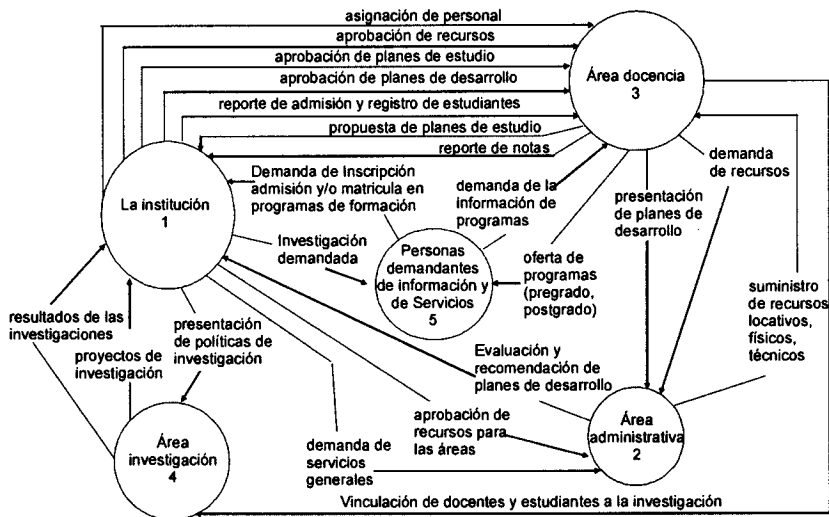 asignación de personal
aprobación de recursos
aprobación de planes de estudio
aprobación de planes de desarrollo
reporte de admisión y registro de estudiantes
propuesta de planes de estudio
reporte de notas
Área docencia
3
Demanda de Inscripción
admisión y/o matricula en
programas de formación
demanda de la
información de
programas
demanda
de recursos
presentación
de planes de
desarrollo
La institución
1
Investigación
demandada
Personas
demandantes
de información y
de Servicios
5
oferta de
programas
(pregrado,
postgrado)
suministro
de recursos
locativos,
físicos,
técnicos
resultados de las
investigaciones
proyectos de
investigación
presentación
de políticas de
investigación
Evaluación y
recomendación de
planes de desarrollo
Área
investigación
4
demanda de
servicios
generales
aprobación de
recursos para
las áreas
Área
administrativa
2
Vinculación de docentes y estudiantes a la investigación